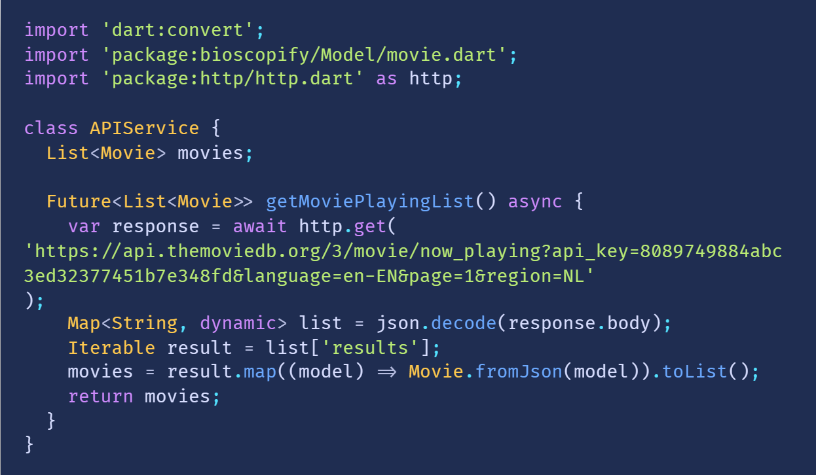 import 'dart:convert';
import 'package:bioscopify/Model/movie.dart';
import 'package:http/http.dart' as http;

class APIService {
  List<Movie> movies;

  Future<List<Movie>> getMoviePlayingList() async {
    var response = await http.get(
'https://api.themoviedb.org/3/movie/now_playing?api_key=8089749884abc
3ed32377451b7e348fd&language=en-EN&page=1&region=NL'
);
    Map<String, dynamic> list = json.decode(response.body);
    Iterable result = list['results'];
    movies = result.map((model) => Movie.fromJson(model)).toList();
    return movies;
  }
}